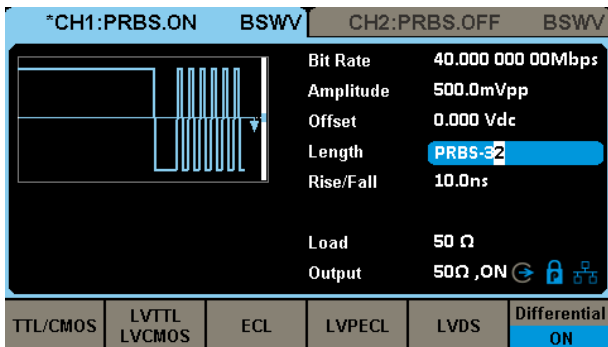 *CH1:PRBS.ON BSWV CH2:PRBS.OFF BSWV
Bit Rate 40.000 000 00Mbps
Amplitude 500.0mVpp
Offset 0.000 Vdc
Length PRBS-32
Rise/Fall 10.0ns
Load 50 Ω
Output 50Ω ,ON P
TTL/CMOS LVTTL LVCMOS ECL LVPECL LVDS Differential ON